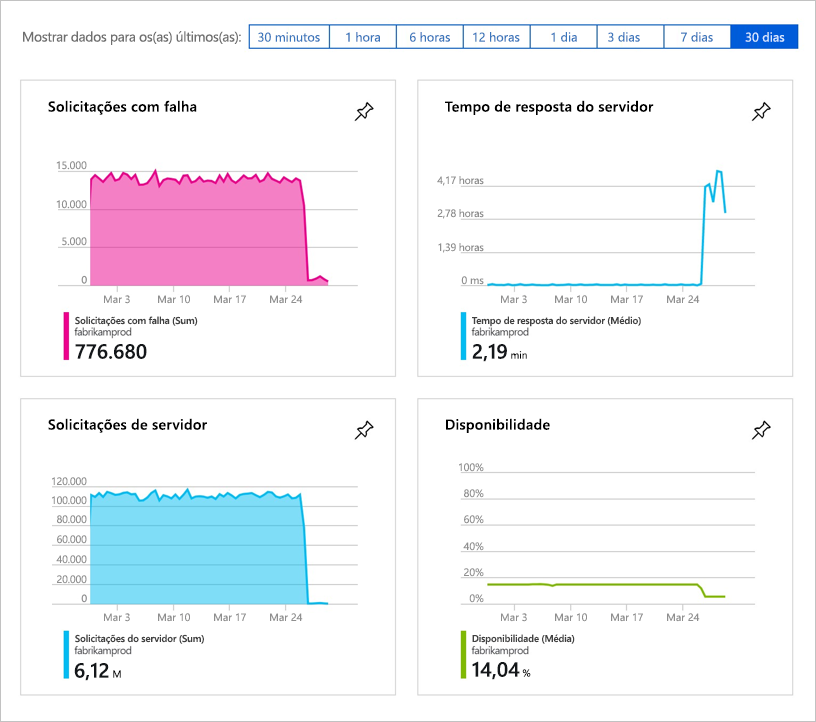 Mostrar dados para os(as) últimos(as): 30 minutos 1 hora 6 horas 12 horas 1 dia 3 dias 7 dias 30 dias
Solicitações com falha
15.000
10.000
5.000
0
Mar 3 Mar 10 Mar 17 Mar 24
Solicitações com falha (Sum)
fabrikamprod
776.680
Tempo de resposta do servidor
4,17 horas
2,78 horas
1,39 horas
0 ms
Mar 3 Mar 10 Mar 17 Mar 24
Tempo de resposta do servidor (Médio)
fabrikamprod
2,19 min
Solicitações de servidor
120.000
100.000
80.000
60.000
40.000
20.000
0
Mar 3 Mar 10 Mar 17 Mar 24
Solicitações do servidor (Sum)
fabrikamprod
6,12 M
Disponibilidade
100%
80%
60%
40%
20%
0%
Mar 3 Mar 10 Mar 17 Mar 24
Disponibilidade (Média)
fabrikamprod
14,04 %